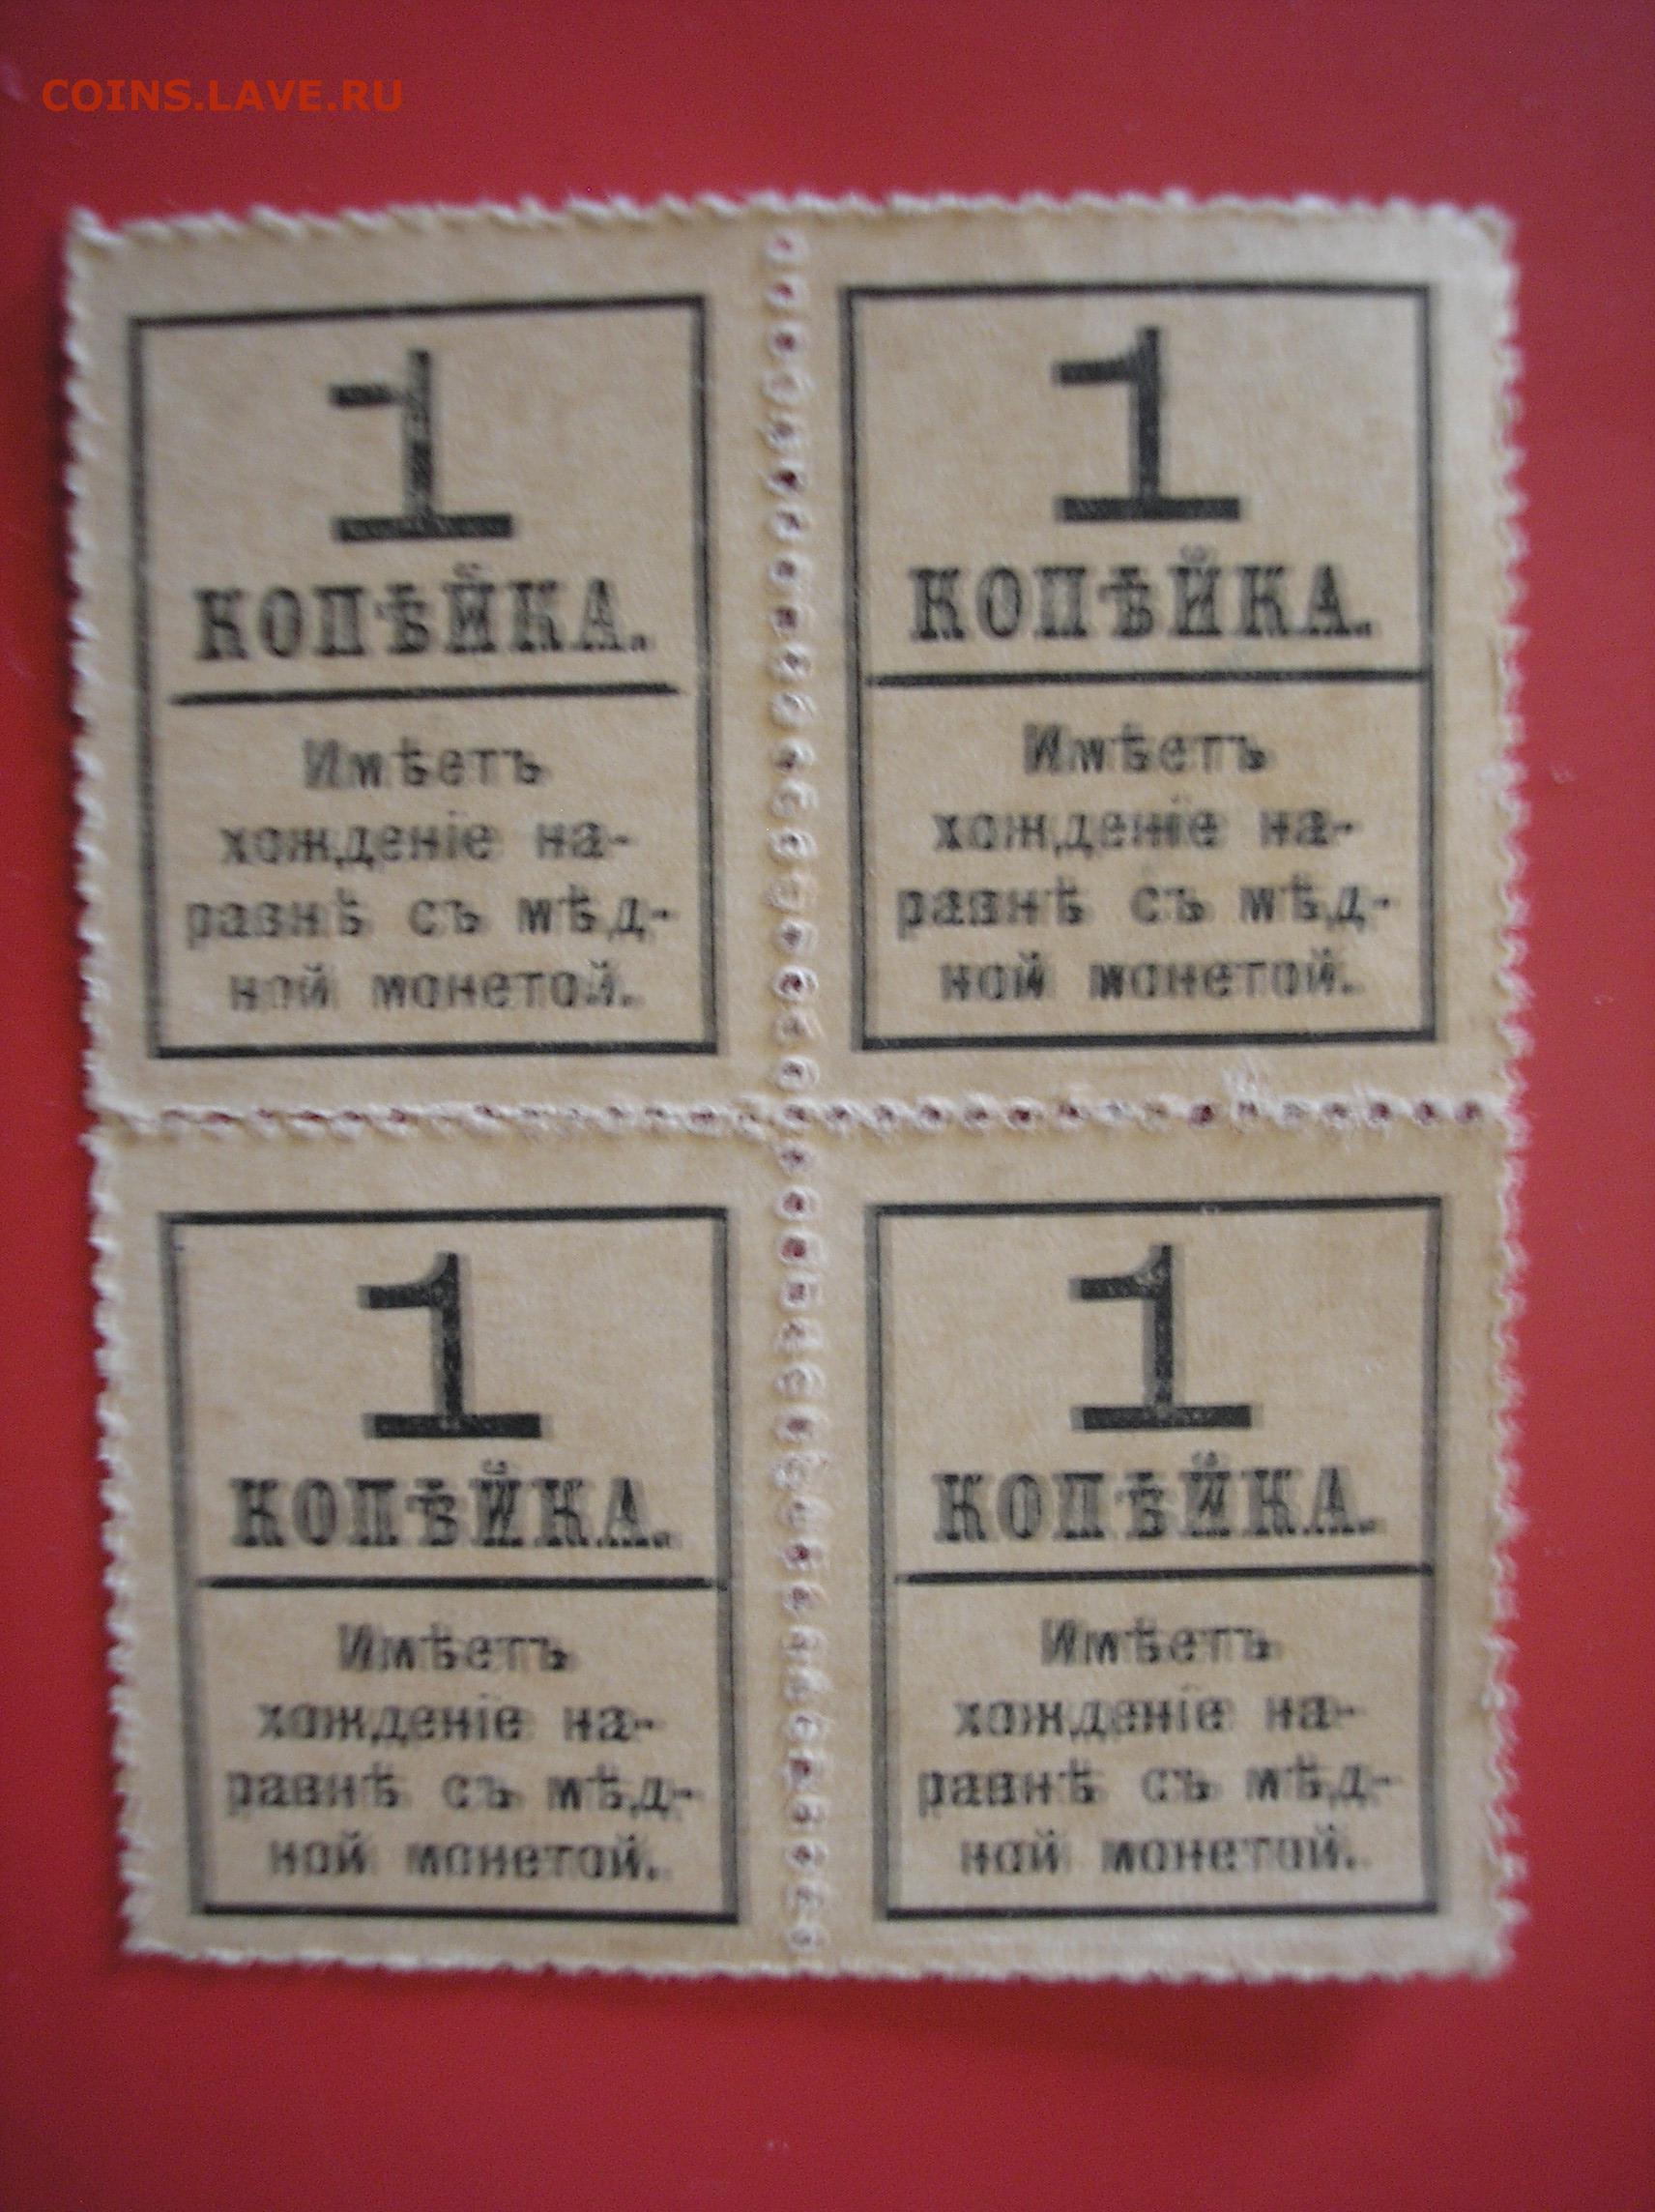 COINS.LAVE.RU
1
КОПѢЙКА.
Имѣетъ
хожденіе на-
равнѣ съ мѣд-
ной монетой.
1
КОПѢЙКА.
Имѣетъ
хожденіе на-
равнѣ съ мѣд-
ной монетой.
1
КОПѢЙКА.
Имѣетъ
хожденіе на-
равнѣ съ мѣд-
ной монетой.
1
КОПѢЙКА.
Имѣетъ
хожденіе на-
равнѣ съ мѣд-
ной монетой.